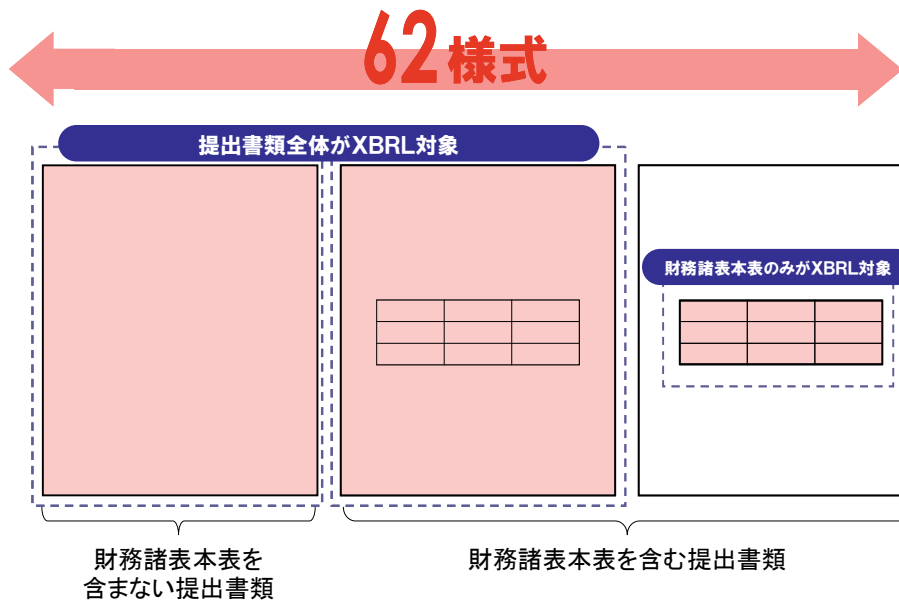 62様式
提出書類全体がXBRL対象
財務諸表本表のみがXBRL対象
財務諸表本表を
含まない提出書類
財務諸表本表を含む提出書類